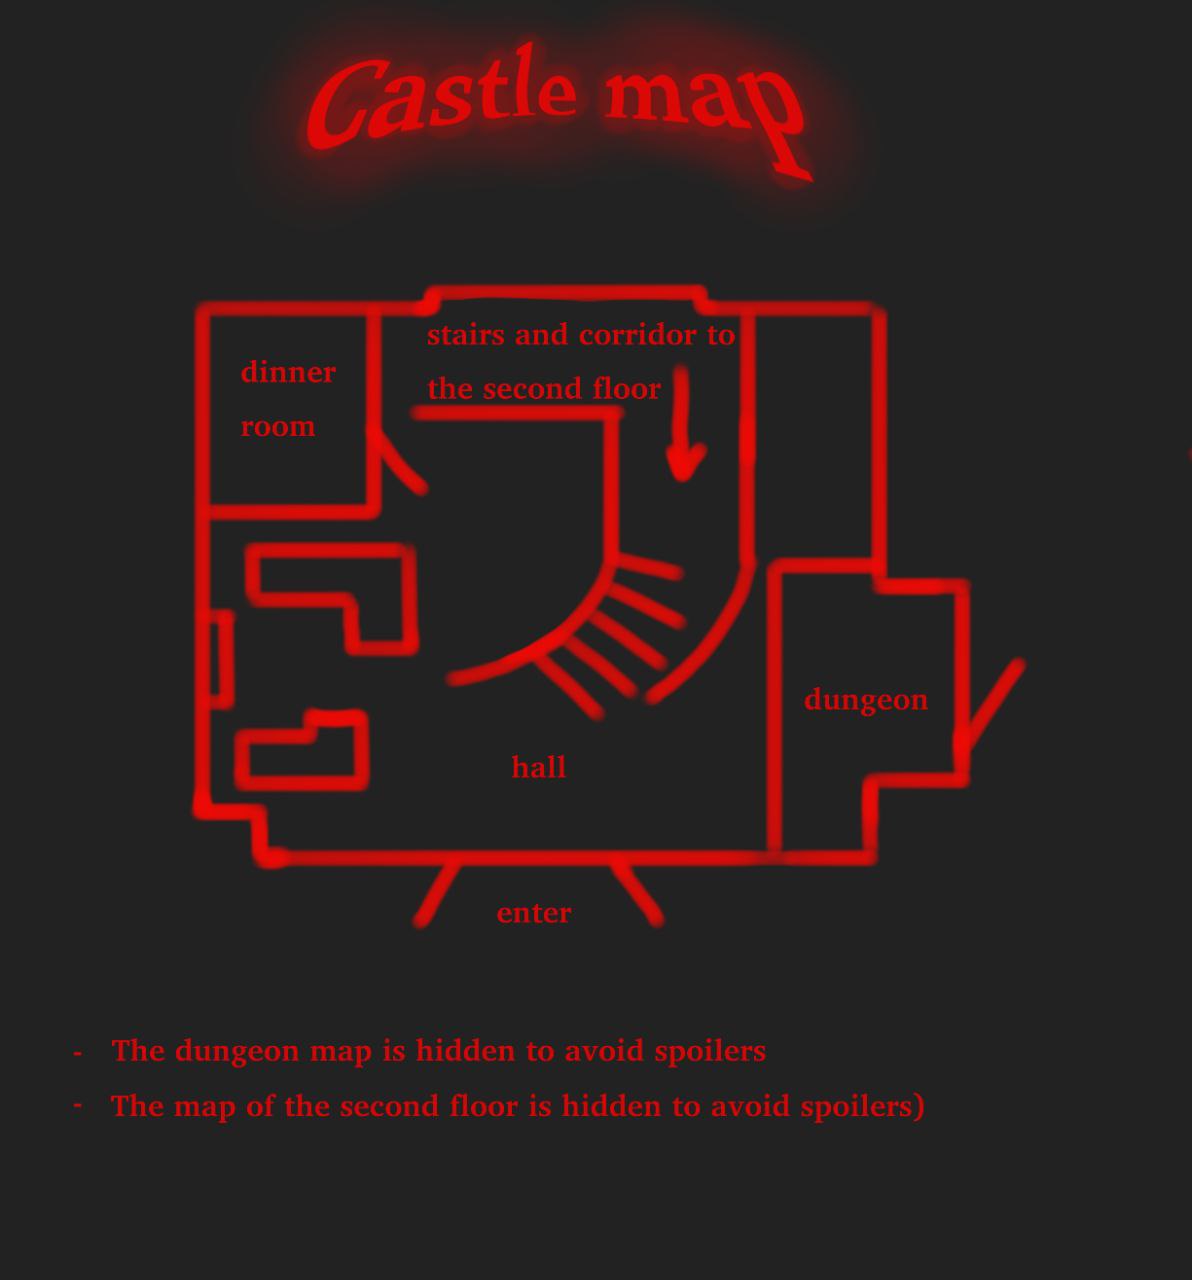 Castle map
stairs and corridor to
the second floor
dinner
room
dungeon
hall
enter
- The dungeon map is hidden to avoid spoilers
- The map of the second floor is hidden to avoid spoilers)